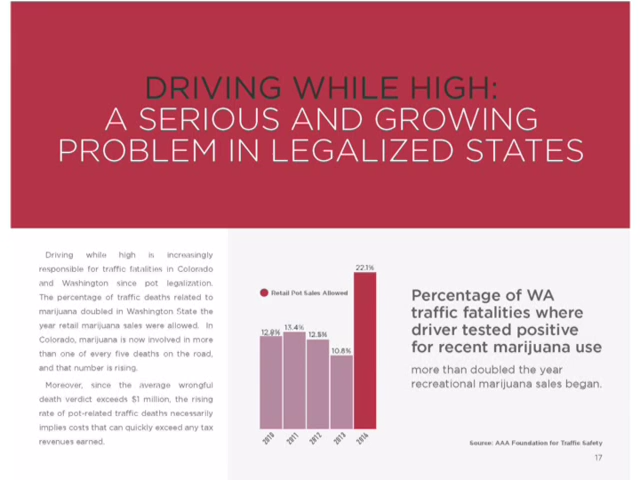 DRIVING WHILE HIGH:
A SERIOUS AND GROWING
PROBLEM IN LEGALIZED STATES
Driving while high is increasingly
responsible for traffic fatalities in Colorado
and Washington since pot legalization.
The percentage of traffic deaths related to
marijuana doubled in Washington State the
year retail marijuana sales were allowed. In
Colorado, marijuana is now involved in more
than one of every five deaths on the road,
and that number is rising.
Moreover, since the average wrongful
death verdict exceeds $1 million, the rising
rate of pot-related traffic deaths necessarily
implies costs that can quickly exceed any tax
revenues earned.
Retail Pot Sales Allowed
12.9% 13.4% 12.5% 10.8% 22.1%
2010 2011 2012 2013
Percentage of WA
traffic fatalities where
driver tested positive
for recent marijuana use
more than doubled the year
recreational marijuana sales began.
Source: AAA Foundation for Traffic Safety
17